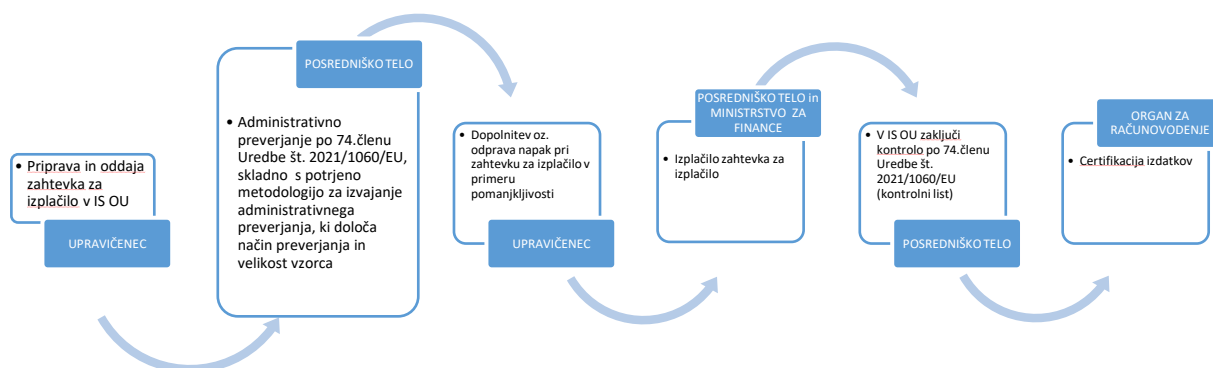 • Priprava in oddaja
zahtevka za
izplačilo v IS OU
UPRAVIČENEC
POSREDNIŠKO TELO
• Administrativno
preverjanje po 74.členu
Uredbe št. 2021/1060/EU,
skladno s potrjeno
metodologijo za izvajanje
administrativnega
preverjanja, ki določa
način preverjanja in
velikost vzorca
• Dopolnitev oz.
odprava napak pri
zahtevku za izplačilo v
primeru
pomanjkljivosti
UPRAVIČENEC
POSREDNIŠKO TELO in
MINISTRSTVO ZA
FINANCE
• Izplačilo zahtevka za
izplačilo
• V IS OU zaključi
kontrolo po 74.členu
Uredbe št.
2021/1060/EU
(kontrolni list)
POSREDNIŠKO TELO
ORGAN ZA
RAČUNOVODENJE
• Certifikacija izdatkov